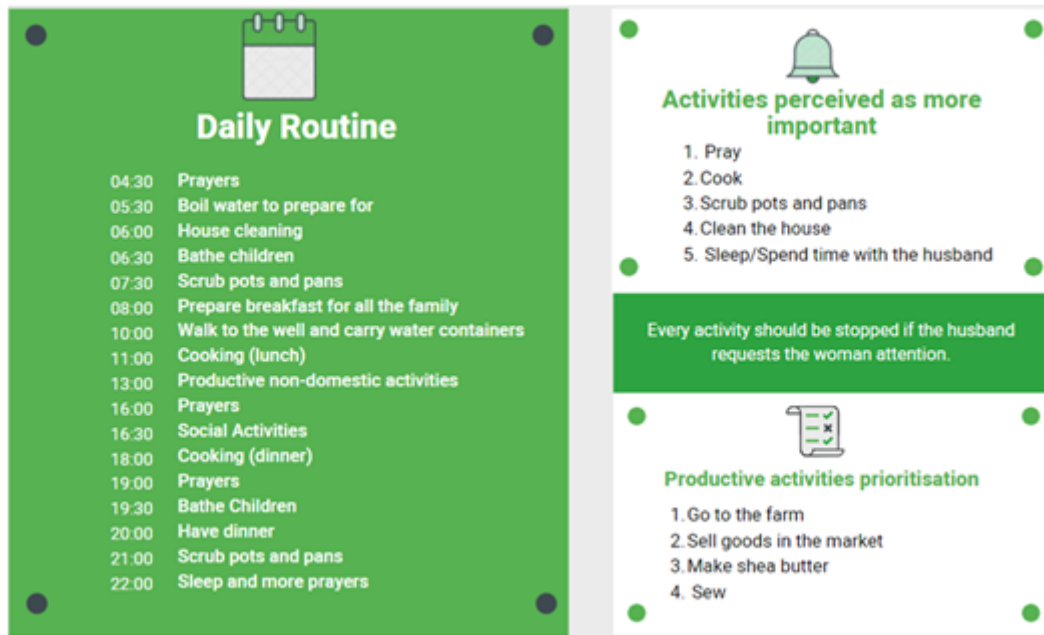 Daily Routine
04:30 Prayers
05:30 Boil water to prepare for
06:00 House cleaning
06:30 Bathe children
07:30 Scrub pots and pans
08:00 Prepare breakfast for all the family
10:00 Walk to the well and carry water containers
11:00 Cooking (lunch)
13:00 Productive non-domestic activities
16:00 Prayers
16:30 Social Activities
18:00 Cooking (dinner)
19:00 Prayers
19:30 Bathe Children
20:00 Have dinner
21:00 Scrub pots and pans
22:00 Sleep and more prayers
Activities perceived as more
important
1. Pray
2. Cook
3. Scrub pots and pans
4. Clean the house
5. Sleep/Spend time with the husband
Every activity should be stopped if the husband
requests the woman attention.
Productive activities prioritisation
1. Go to the farm
2. Sell goods in the market
3. Make shea butter
4. Sew